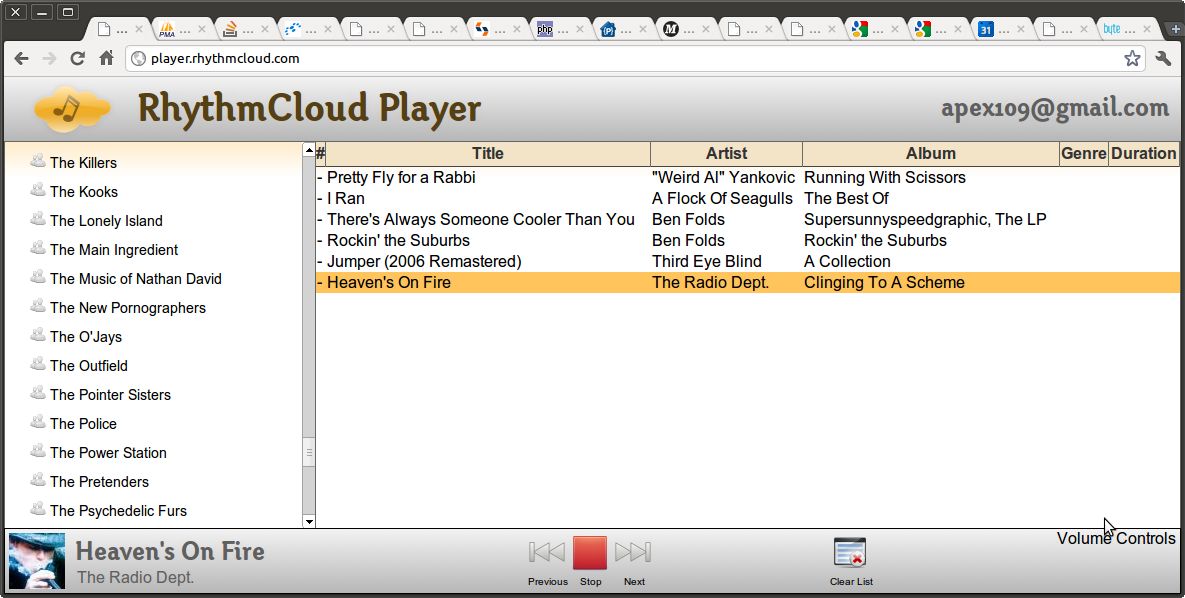 ... ... ... ... ... ... ... ... ... ... ... ... ... ... ... ... ...
PMA php {P} M 31 byte
player.rhythmcloud.com
RhythmCloud Player apex109@gmail.com
# Title Artist Album Genre Duration
The Killers
The Kooks
The Lonely Island
The Main Ingredient
The Music of Nathan David
The New Pornographers
The O'Jays
The Outfield
The Pointer Sisters
The Police
The Power Station
The Pretenders
The Psychedelic Furs
- Pretty Fly for a Rabbi "Weird Al" Yankovic Running With Scissors
- I Ran A Flock Of Seagulls The Best Of
- There's Always Someone Cooler Than You Ben Folds Supersunnyspeedgraphic, The LP
- Rockin' the Suburbs Ben Folds Rockin' the Suburbs
- Jumper (2006 Remastered) Third Eye Blind A Collection
- Heaven's On Fire The Radio Dept. Clinging To A Scheme
Heaven's On Fire
The Radio Dept.
Previous Stop Next
Clear List
Volume Controls